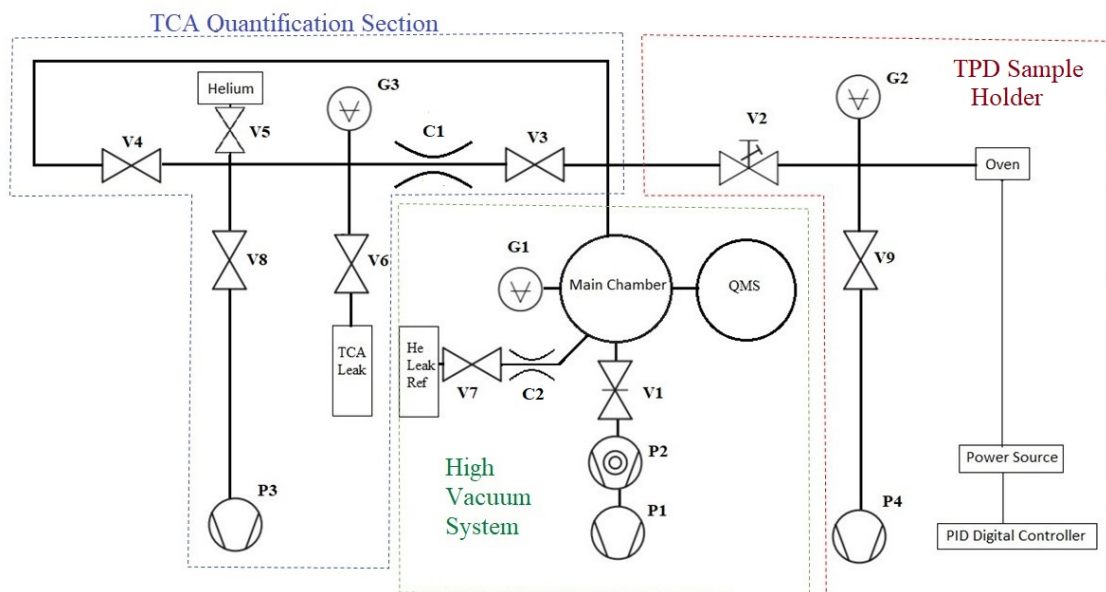 TCA Quantification Section
TPD Sample
Holder
Helium
G3
G2
V5
V4
C1
V3
V2
Oven
V8
V6
V9
G1
Main Chamber
QMS
TCA
Leak
He
Leak
Ref
V7
C2
V1
High
Vacuum
System
P2
P3
P1
P4
Power Source
PID Digital Controller